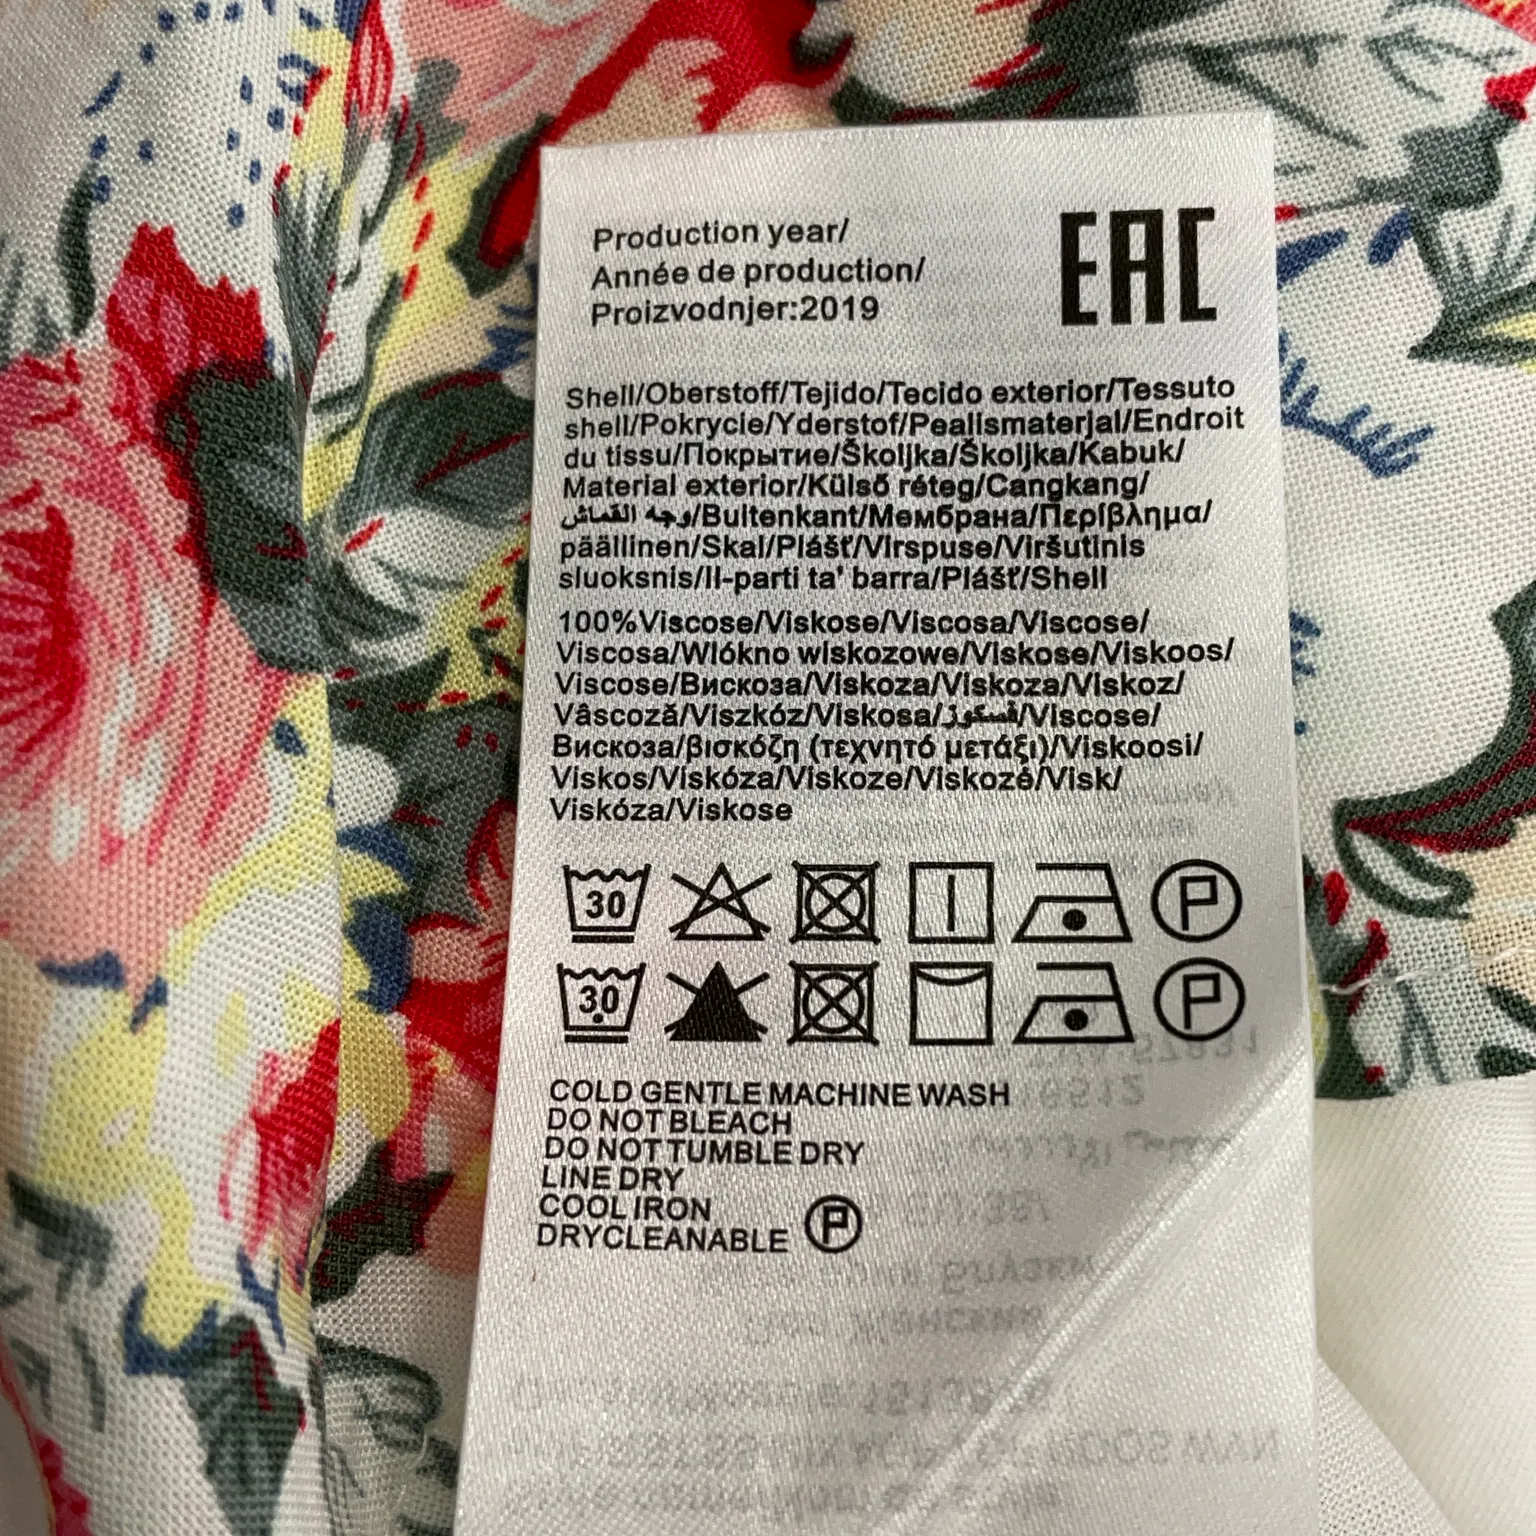 Production year/
Année de production/
Proizvodnjer:2019
EAC
Shell/Oberstoff/Tejido/Tecido exterior/Tessuto
shell/Pokrycie/Yderstof/Pealismaterjal/Endroit
du tissu/Покрытие/Školjka/Školjka/Kabuk/
Material exterior/Külső réteg/Cangkang/
وجه القماش/Buitenkant/Мембрана/Περίβλημα/
päällinen/Skal/Plášť/Virspuse/Viršutinis
sluoksnis/Il-parti ta' barra/Plášť/Shell
100%Viscose/Viskose/Viscosa/Viscose/
Viscosa/Wlókno wiskozowe/Viskose/Viskoos/
Viscose/Вискоза/Viskoza/Viskoza/Viskoz/
Vâscoză/Viszkóz/Viskosa/ڤسكوز/Viscose/
Вискоза/βισκόζη (τεχνητό μετάξι)/Viskoosi/
Viskos/Viskóza/Viskoze/Viskozė/Visk/
Viskóza/Viskose
30 P
30 P
COLD GENTLE MACHINE WASH
DO NOT BLEACH
DO NOT TUMBLE DRY
LINE DRY
COOL IRON
DRYCLEANABLE P